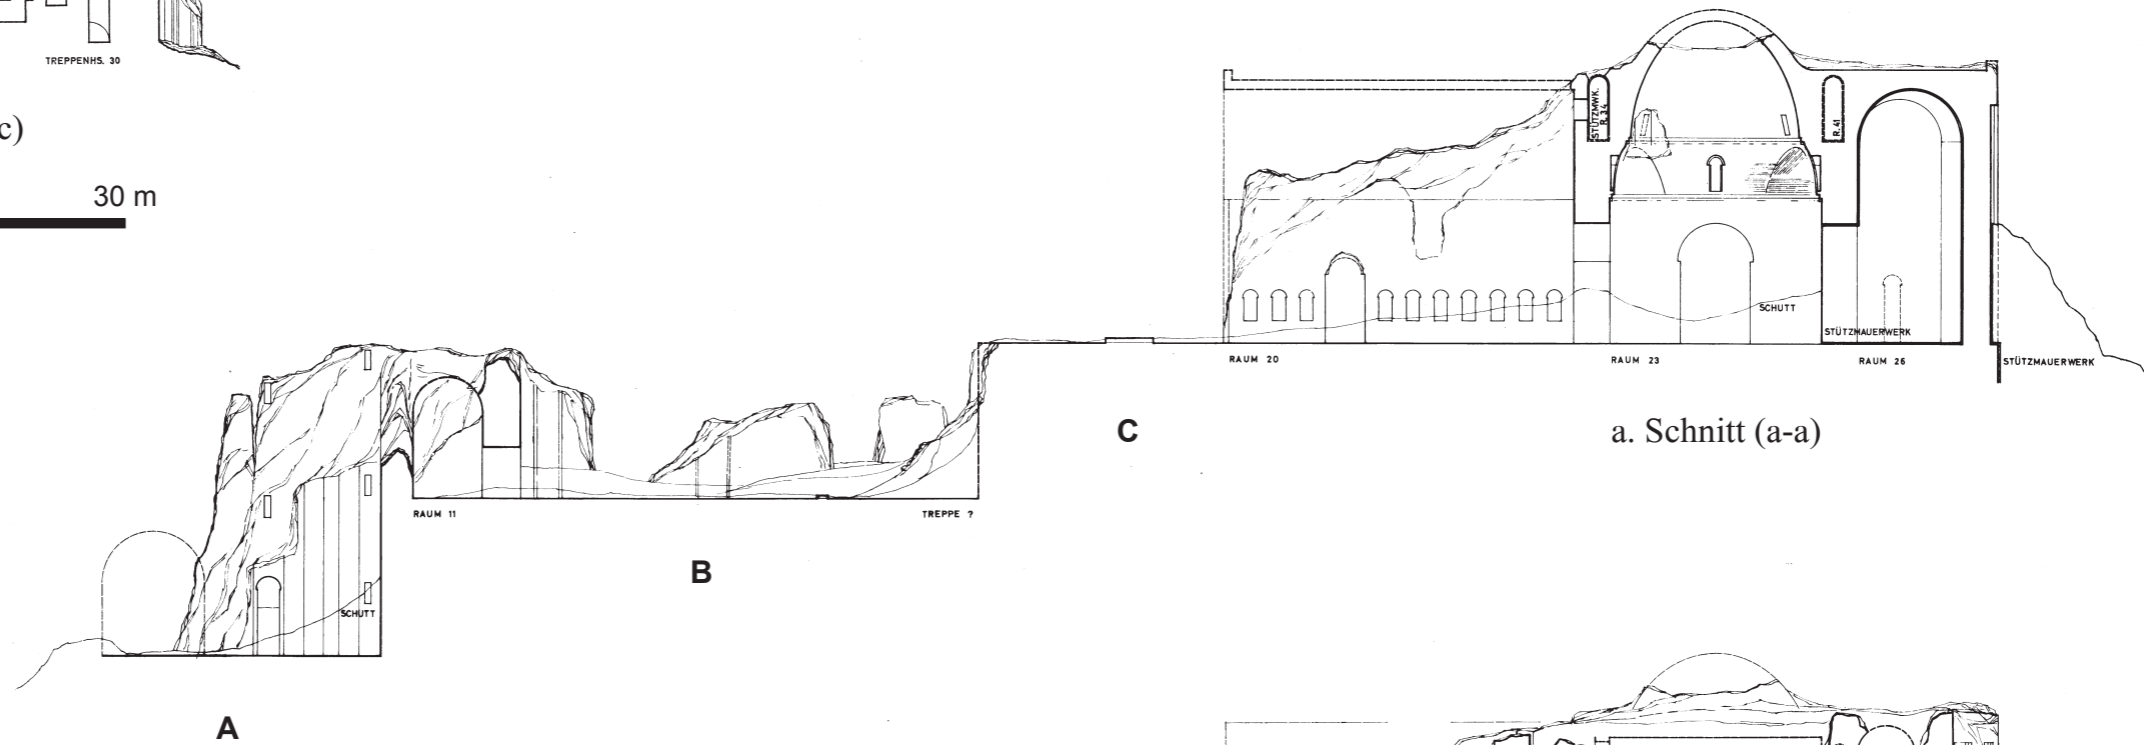 TREPPENHS. 30
c)
30 m
STÜTZMWK.
R. 34
R. 41
SCHUTT
STÜTZMAUERWERK
RAUM 20
RAUM 23
RAUM 26
STÜTZMAUERWERK
C
a. Schnitt (a-a)
RAUM 11
TREPPE ?
B
SCHUTT
A